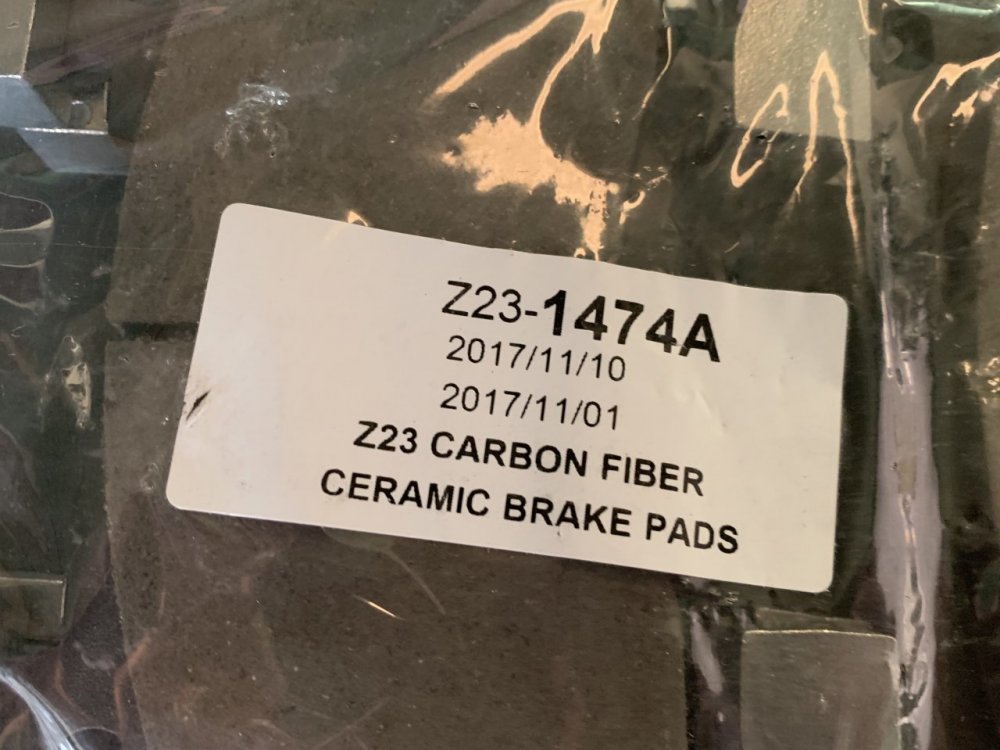 Z23-1474A
2017/11/10
2017/11/01
Z23 CARBON FIBER
CERAMIC BRAKE PADS